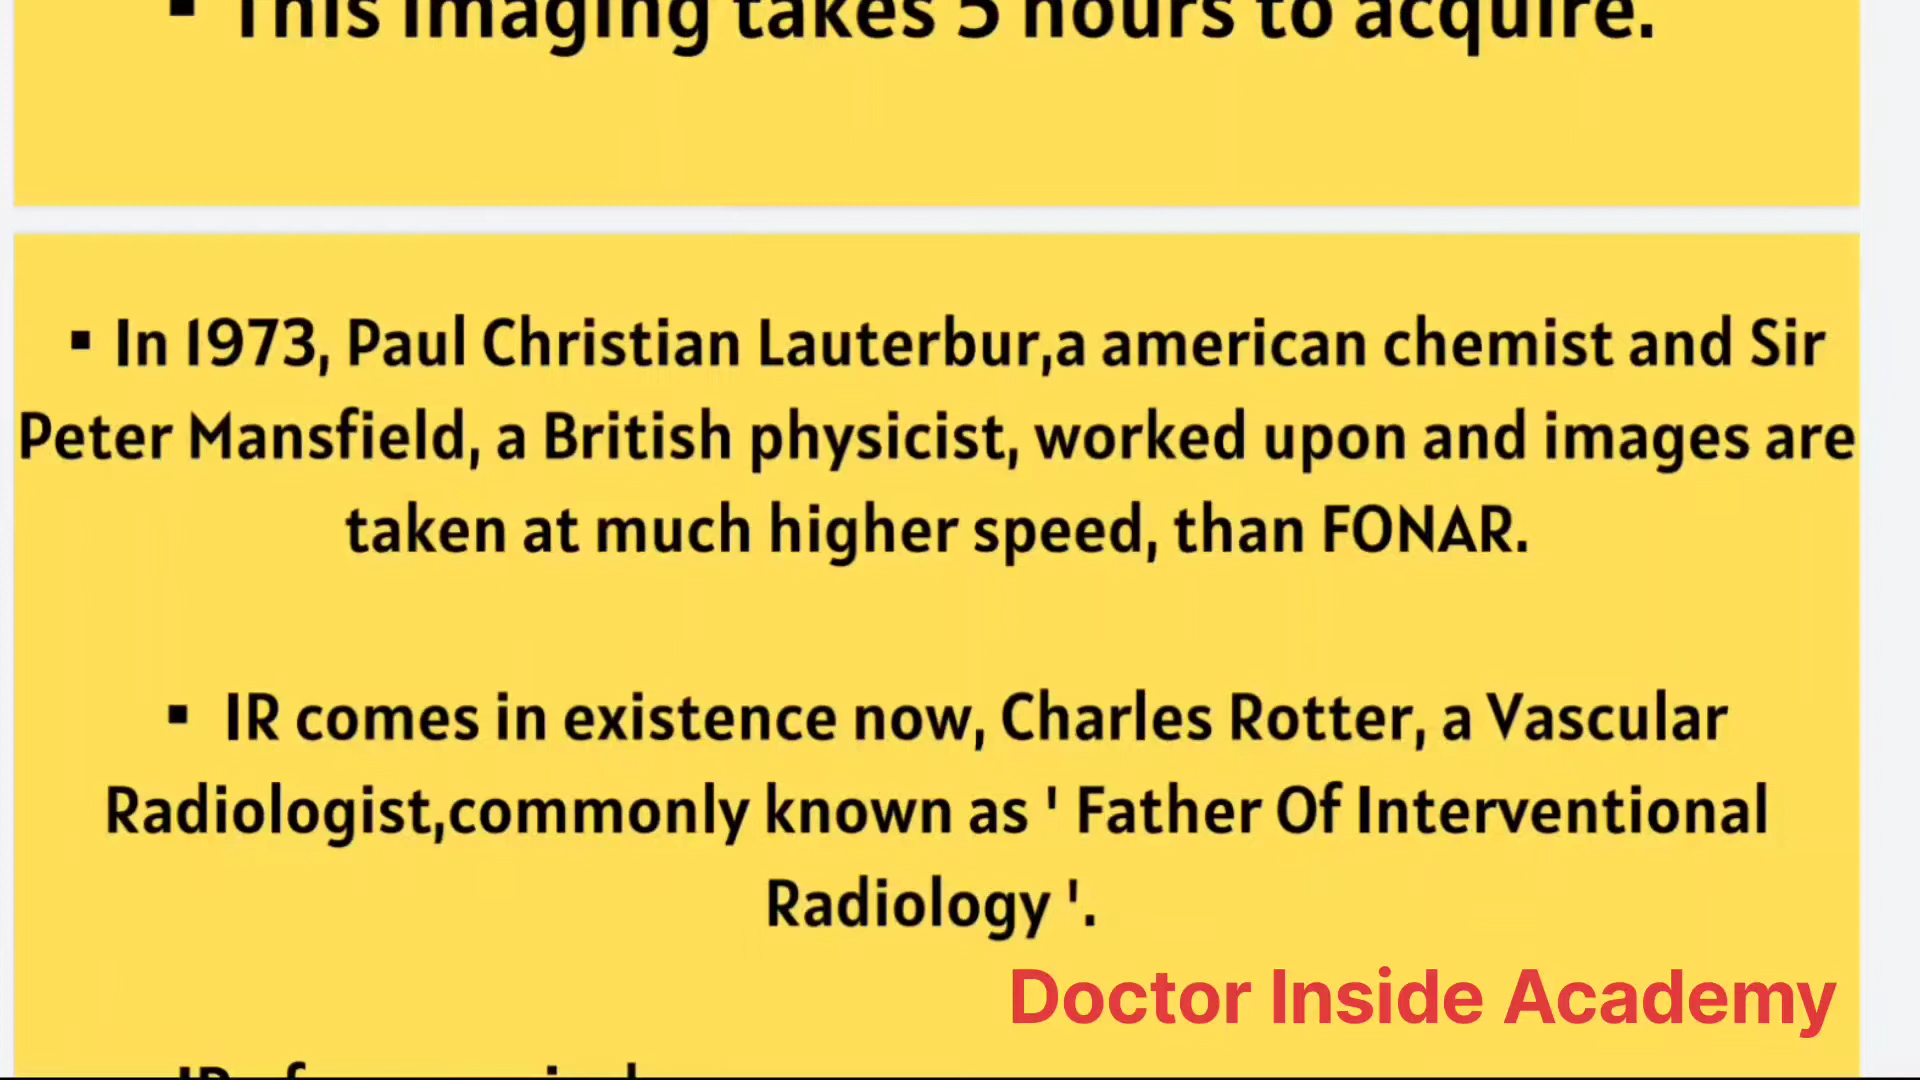 ▪ This imaging takes 5 hours to acquire.
▪ In 1973, Paul Christian Lauterbur,a american chemist and Sir
Peter Mansfield, a British physicist, worked upon and images are
taken at much higher speed, than FONAR.
▪ IR comes in existence now, Charles Rotter, a Vascular
Radiologist,commonly known as ' Father Of Interventional
Radiology '.
Doctor Inside Academy